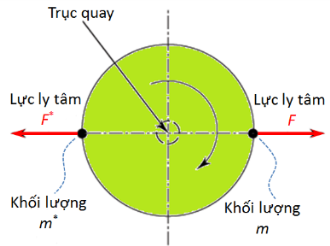 Trục quay
Lực ly tâm
F*
Lực ly tâm
F
Khối lượng
m*
Khối lượng
m